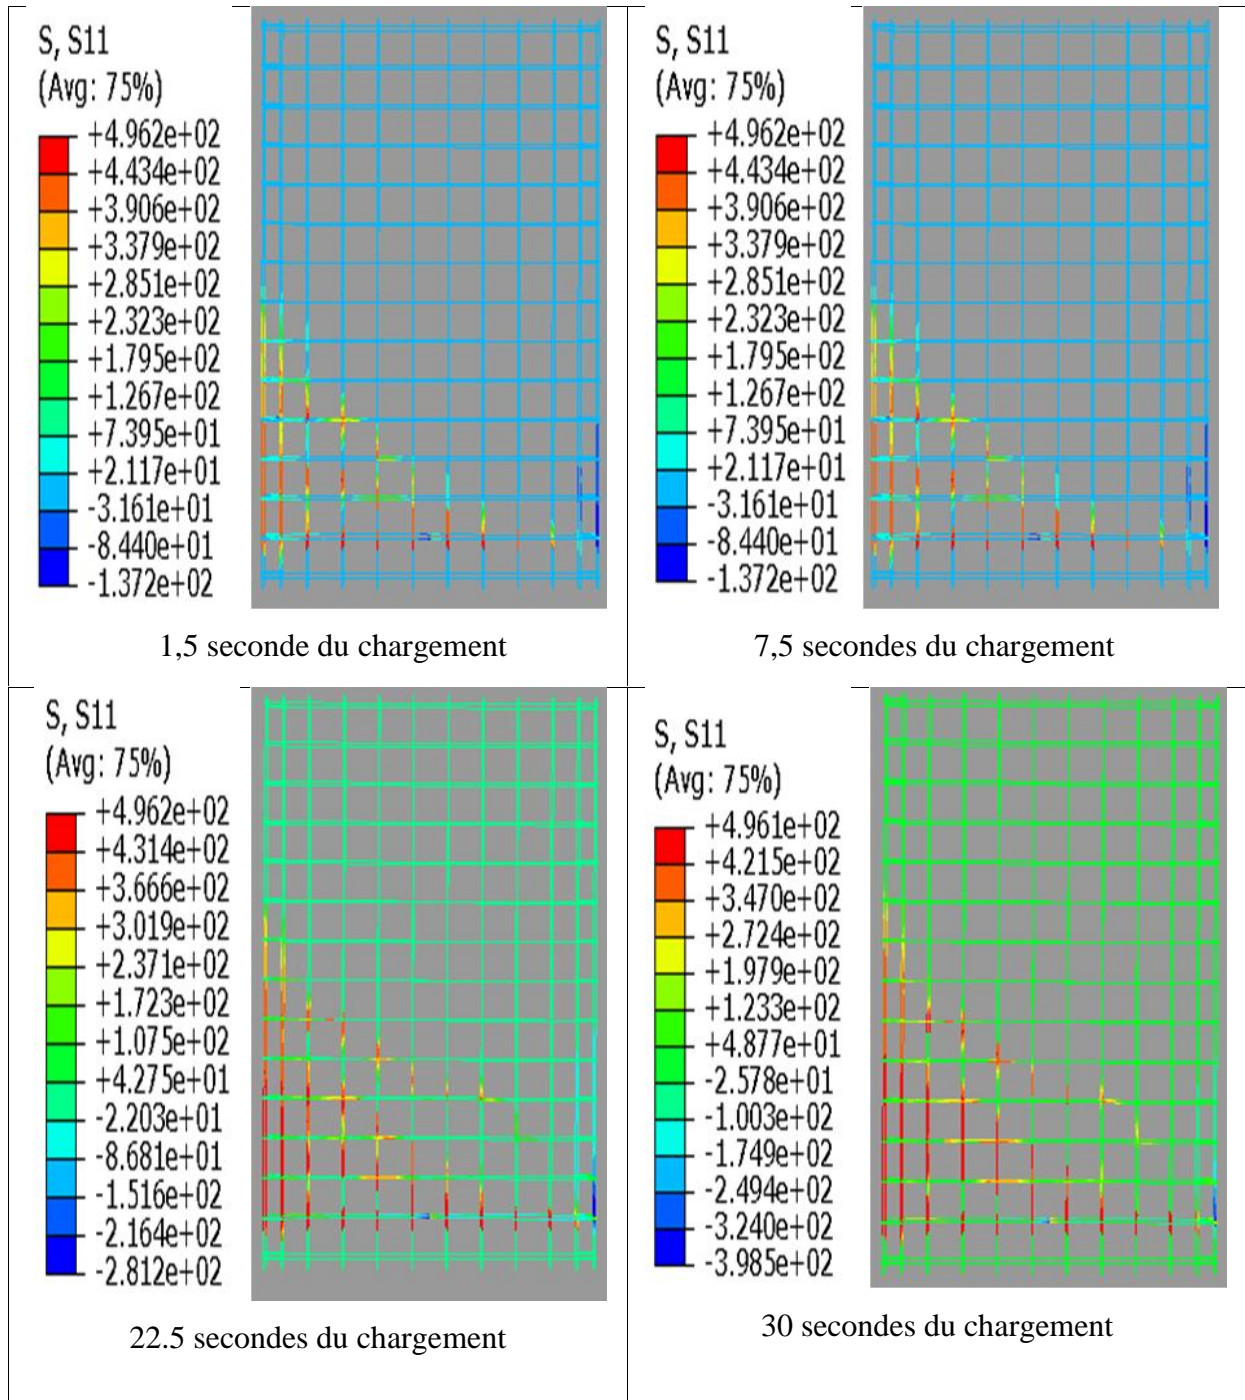 S, S11
(Avg: 75%)
+4.962e+02
+4.434e+02
+3.906e+02
+3.379e+02
+2.851e+02
+2.323e+02
+1.795e+02
+1.267e+02
+7.395e+01
+2.117e+01
-3.161e+01
-8.440e+01
-1.372e+02
1,5 seconde du chargement
S, S11
(Avg: 75%)
+4.962e+02
+4.434e+02
+3.906e+02
+3.379e+02
+2.851e+02
+2.323e+02
+1.795e+02
+1.267e+02
+7.395e+01
+2.117e+01
-3.161e+01
-8.440e+01
-1.372e+02
7,5 secondes du chargement
S, S11
(Avg: 75%)
+4.962e+02
+4.314e+02
+3.666e+02
+3.019e+02
+2.371e+02
+1.723e+02
+1.075e+02
+4.275e+01
-2.203e+01
-8.681e+01
-1.516e+02
-2.164e+02
-2.812e+02
22.5 secondes du chargement
S, S11
(Avg: 75%)
+4.961e+02
+4.215e+02
+3.470e+02
+2.724e+02
+1.979e+02
+1.233e+02
+4.877e+01
-2.578e+01
-1.003e+02
-1.749e+02
-2.494e+02
-3.240e+02
-3.985e+02
30 secondes du chargement